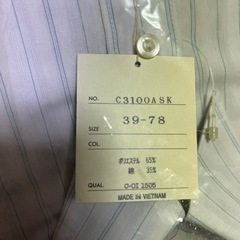 NO. C3100ASK
SIZE 39-78
COL.
ポリエステル 65%
綿 35%
QUAL O-OI 1505
MADE IN VIETNAM